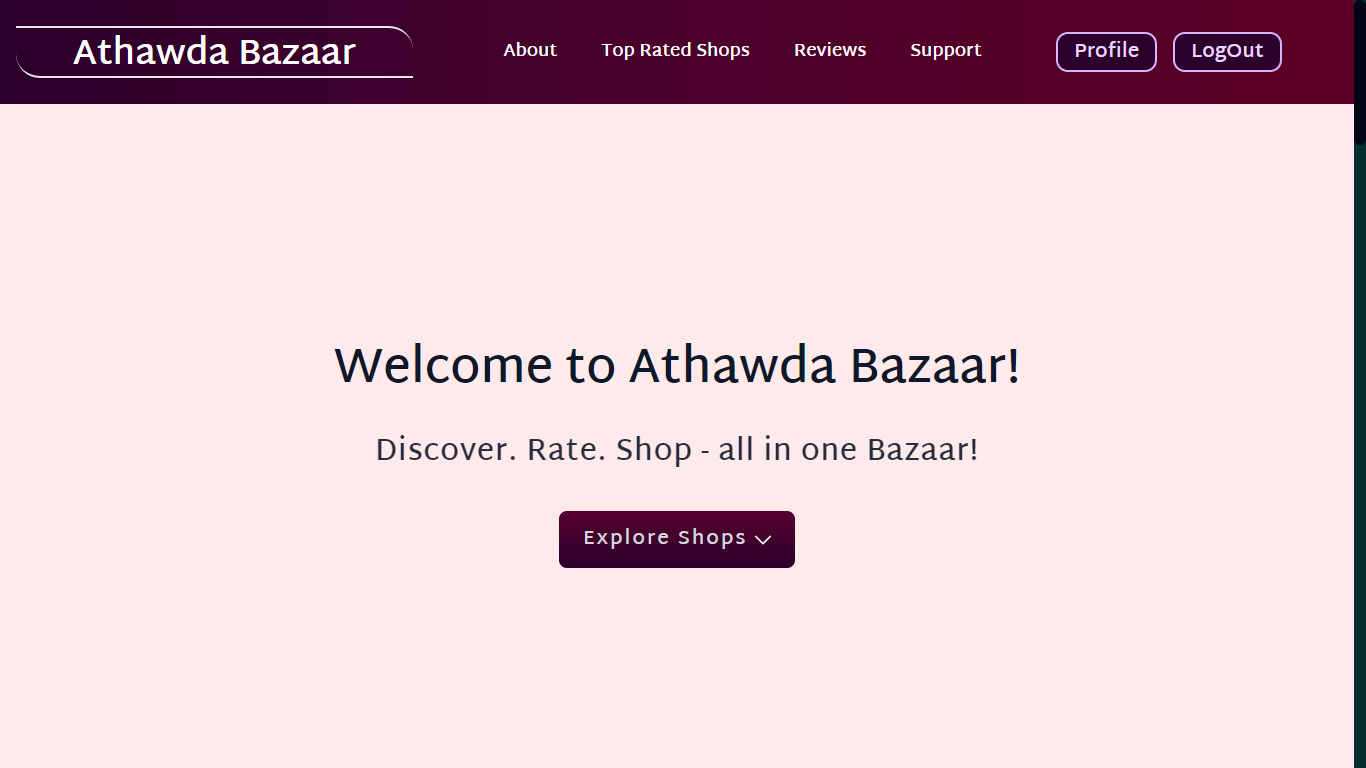 Athawda Bazaar
About
Top Rated Shops
Reviews
Support
Profile
LogOut
Welcome to Athawda Bazaar!
Discover. Rate. Shop - all in one Bazaar!
Explore Shops